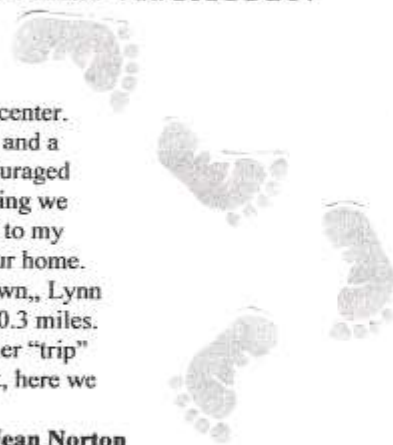 center.
and a
uraged
ing we
to my
ur home.
wn,, Lynn
0.3 miles.
er “trip”
, here we
Jean Norton